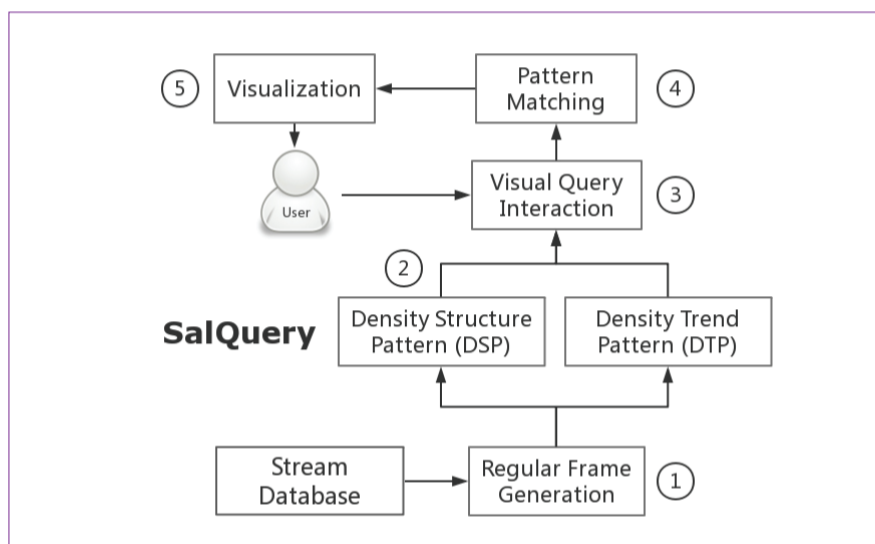 5
Visualization
Pattern
Matching
4
User
Visual Query
Interaction
3
2
SalQuery
Density Structure
Pattern (DSP)
Density Trend
Pattern (DTP)
Stream
Database
Regular Frame
Generation
1